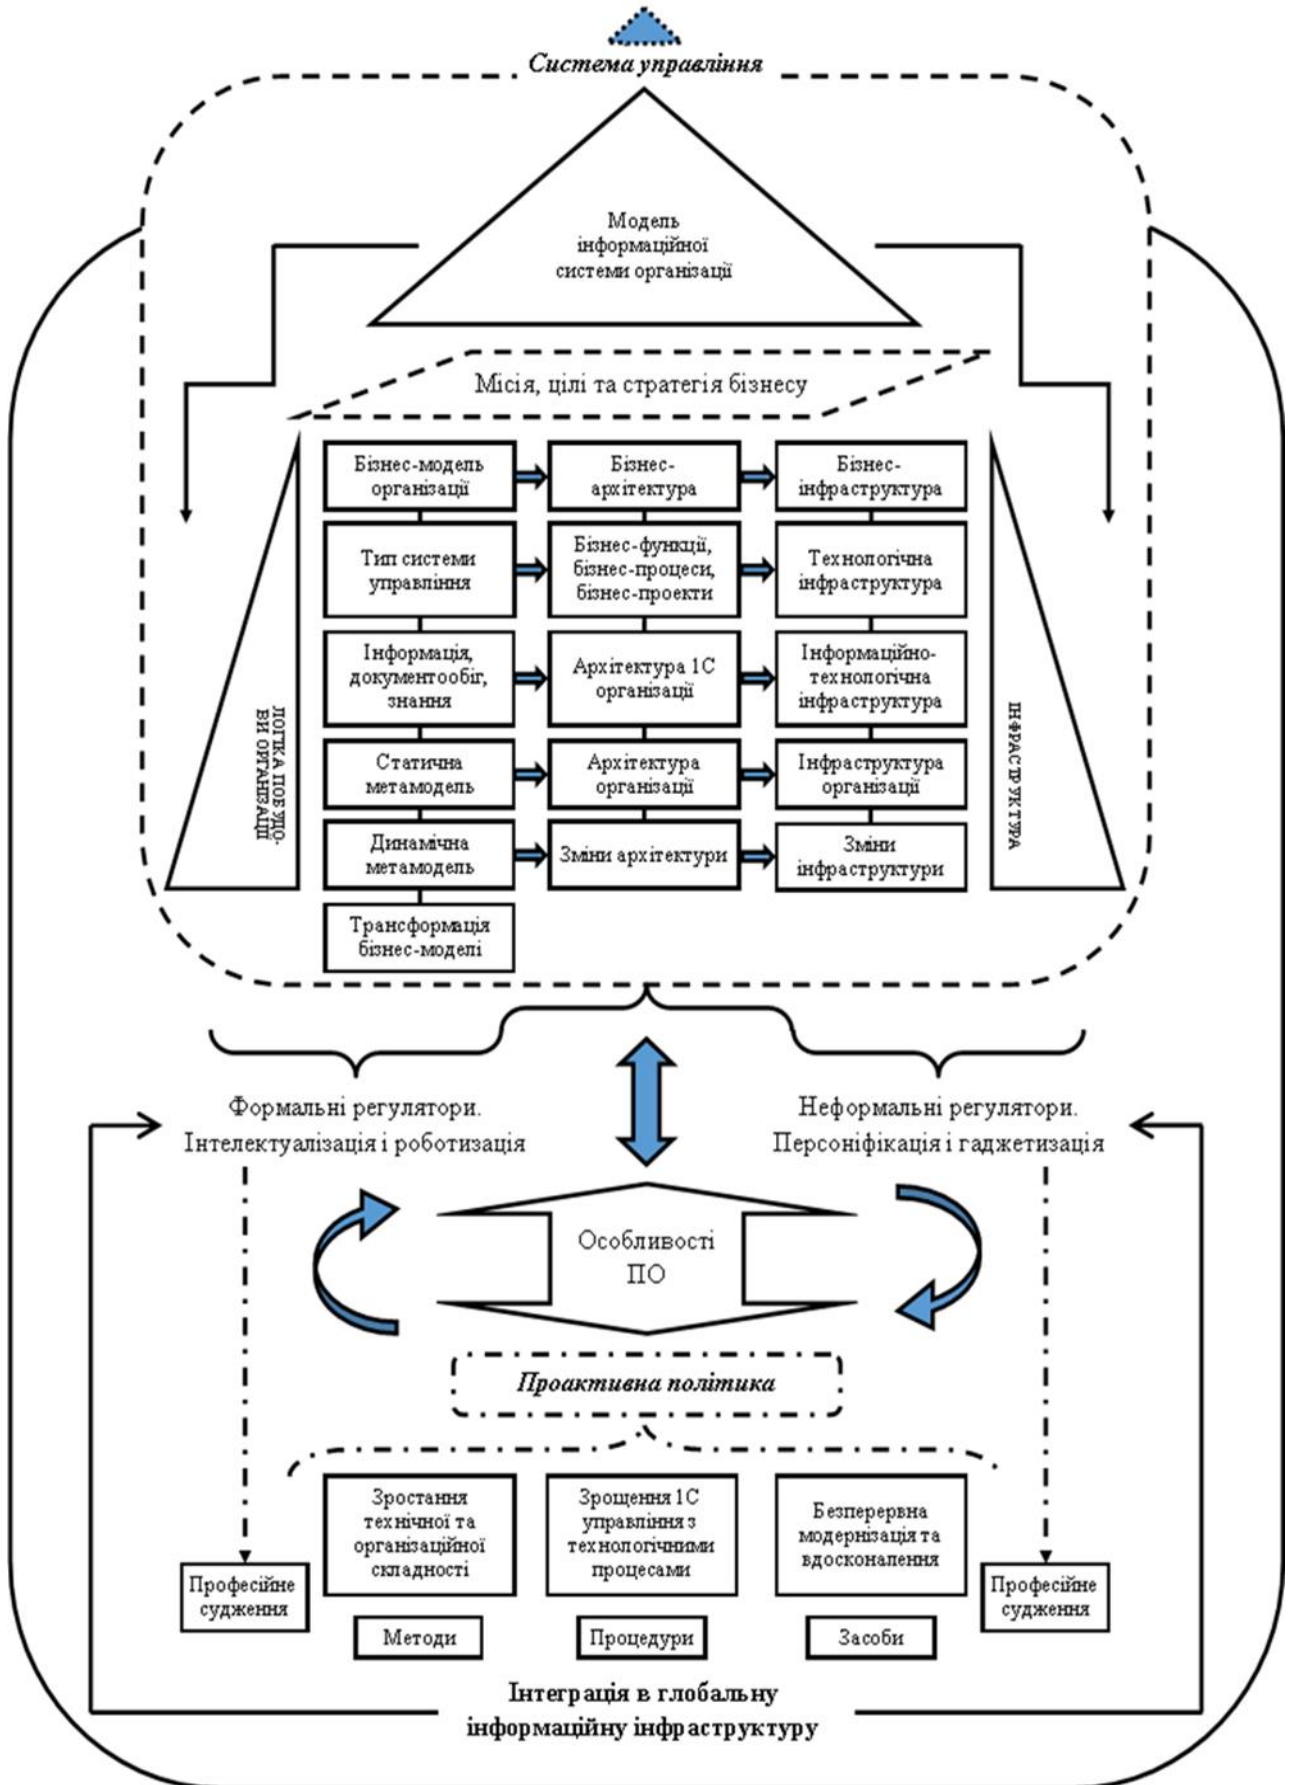 Система управління
Модель
інформаційної
системи організації
Місія, цілі та стратегія бізнесу
Бізнес-модель
організації
Бізнес-
архітектура
Бізнес-
інфраструктура
Тип системи
управління
Бізнес-функції,
бізнес-процеси,
бізнес-проекти
Технологічна
інфраструктура
Інформація,
документообіг,
знання
Архітектура 1С
організації
Інформаційно-
технологічна
інфраструктура
Статична
метамодель
Архітектура
організації
Інфраструктура
організації
Динамічна
метамодель
Зміни архітектури
Зміни
інфраструктури
Трансформація
бізнес-моделі
ЛОГІКА ПОБУДО-
ВИ ОРГАНІЗАЦІЇ
ІНФРАСТРУКТУРА
Формальні регулятори.
Інтелектуалізація і роботизація
Неформальні регулятори.
Персоніфікація і гаджетизація
Особливості
ПО
Проактивна політика
Зростання
технічної та
організаційної
складності
Зрощення 1С
управління з
технологічними
процесами
Безперервна
модернізація та
вдосконалення
Професійне
судження
Професійне
судження
Методи
Процедури
Засоби
Інтеграція в глобальну
інформаційну інфраструктуру